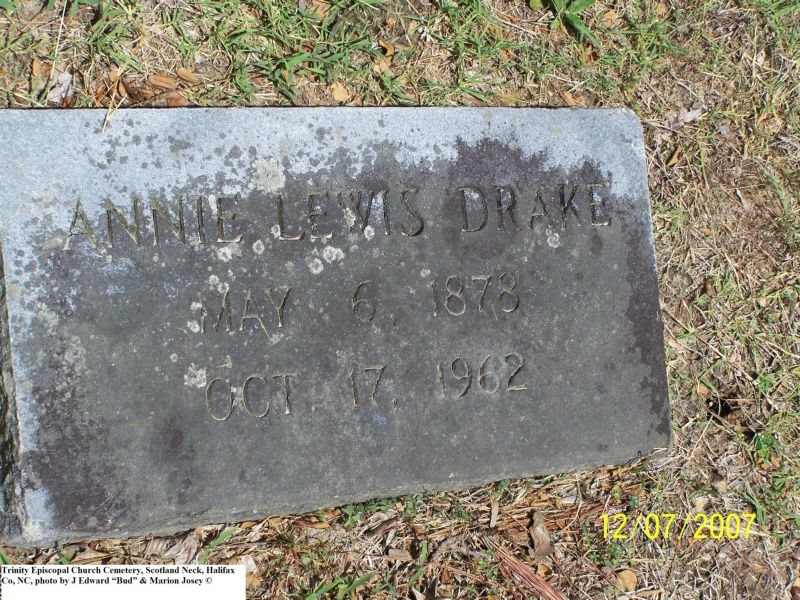 ANNIE LEWIS DRAKE
MAY 6, 1878
OCT. 17, 1962
12/07/2007
Trinity Episcopal Church Cemetery, Scotland Neck, Halifax
Co, NC, photo by J Edward “Bud” & Marion Josey ©